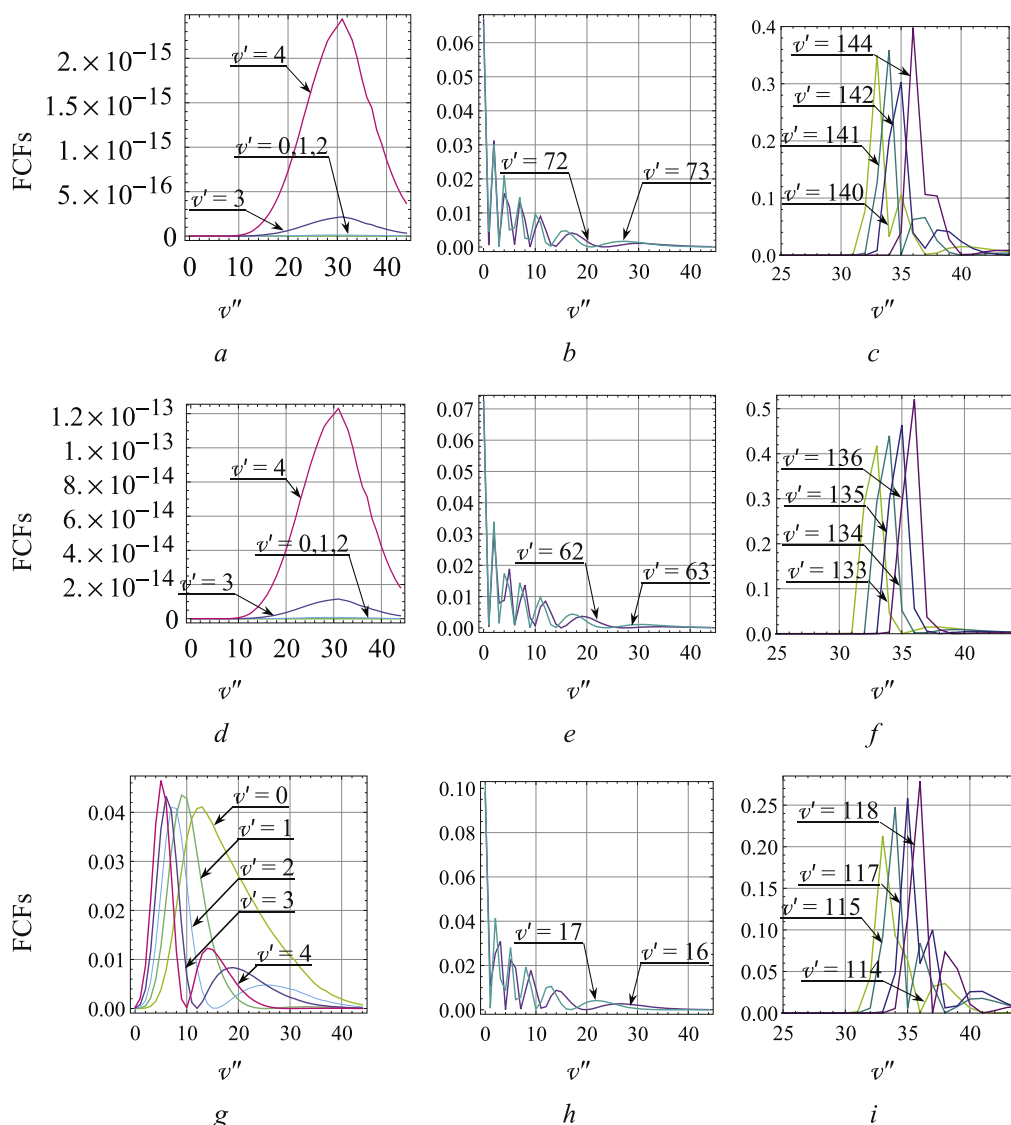 2. × 10⁻¹⁵
1.5 × 10⁻¹⁵
1. × 10⁻¹⁵
5. × 10⁻¹⁶
0
FCFs
v' = 4
v' = 0,1,2
v' = 3
0 10 20 30 40
v″
a
0.06
0.05
0.04
0.03
0.02
0.01
0.00
v' = 72
v' = 73
0 10 20 30 40
v″
b
0.4
0.3
0.2
0.1
0.0
v' = 144
v' = 142
v' = 141
v' = 140
25 30 35 40
v″
c
1.2 × 10⁻¹³
1. × 10⁻¹³
8. × 10⁻¹⁴
6. × 10⁻¹⁴
4. × 10⁻¹⁴
2. × 10⁻¹⁴
0
FCFs
v' = 4
v' = 0,1,2
v' = 3
0 10 20 30 40
v″
d
0.07
0.06
0.05
0.04
0.03
0.02
0.01
0.00
v' = 62
v' = 63
0 10 20 30 40
v″
e
0.5
0.4
0.3
0.2
0.1
0.0
v' = 136
v' = 135
v' = 134
v' = 133
25 30 35 40
v″
f
0.04
0.03
0.02
0.01
0.00
FCFs
v' = 0
v' = 1
v' = 2
v' = 3
v' = 4
0 10 20 30 40
v″
g
0.10
0.08
0.06
0.04
0.02
0.00
v' = 17
v' = 16
0 10 20 30 40
v″
h
0.25
0.20
0.15
0.10
0.05
0.00
v' = 118
v' = 117
v' = 115
v' = 114
25 30 35 40
v″
i